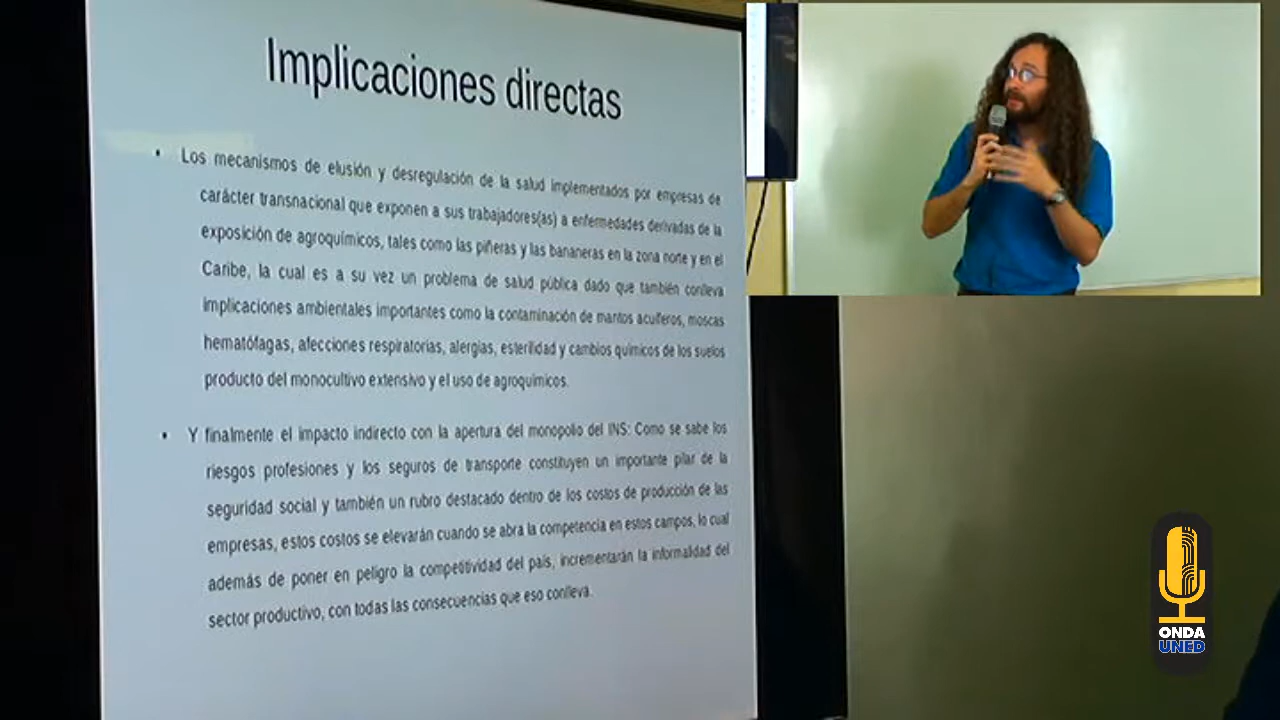 Implicaciones directas
• Los mecanismos de elusión y desregulación de la salud implementados por empresas de
carácter transnacional que exponen a sus trabajadores(as) a enfermedades derivadas de la
exposición de agroquímicos, tales como las piñeras y las bananeras en la zona norte y en el
Caribe, la cual es a su vez un problema de salud pública dado que también conlleva
implicaciones ambientales importantes como la contaminación de mantos acuíferos, moscas
hematófagas, afecciones respiratorias, alergias, esterilidad y cambios químicos de los suelos
producto del monocultivo extensivo y el uso de agroquímicos.
• Y finalmente el impacto indirecto con la apertura del monopolio del INS: Como se sabe los
riesgos profesiones y los seguros de transporte constituyen un importante pilar de la
seguridad social y también un rubro destacado dentro de los costos de producción de las
empresas, estos costos se elevarán cuando se abra la competencia en estos campos, lo cual
además de poner en peligro la competitividad del país, incrementarán la informalidad del
sector productivo, con todas las consecuencias que eso conlleva.
ONDA
UNED